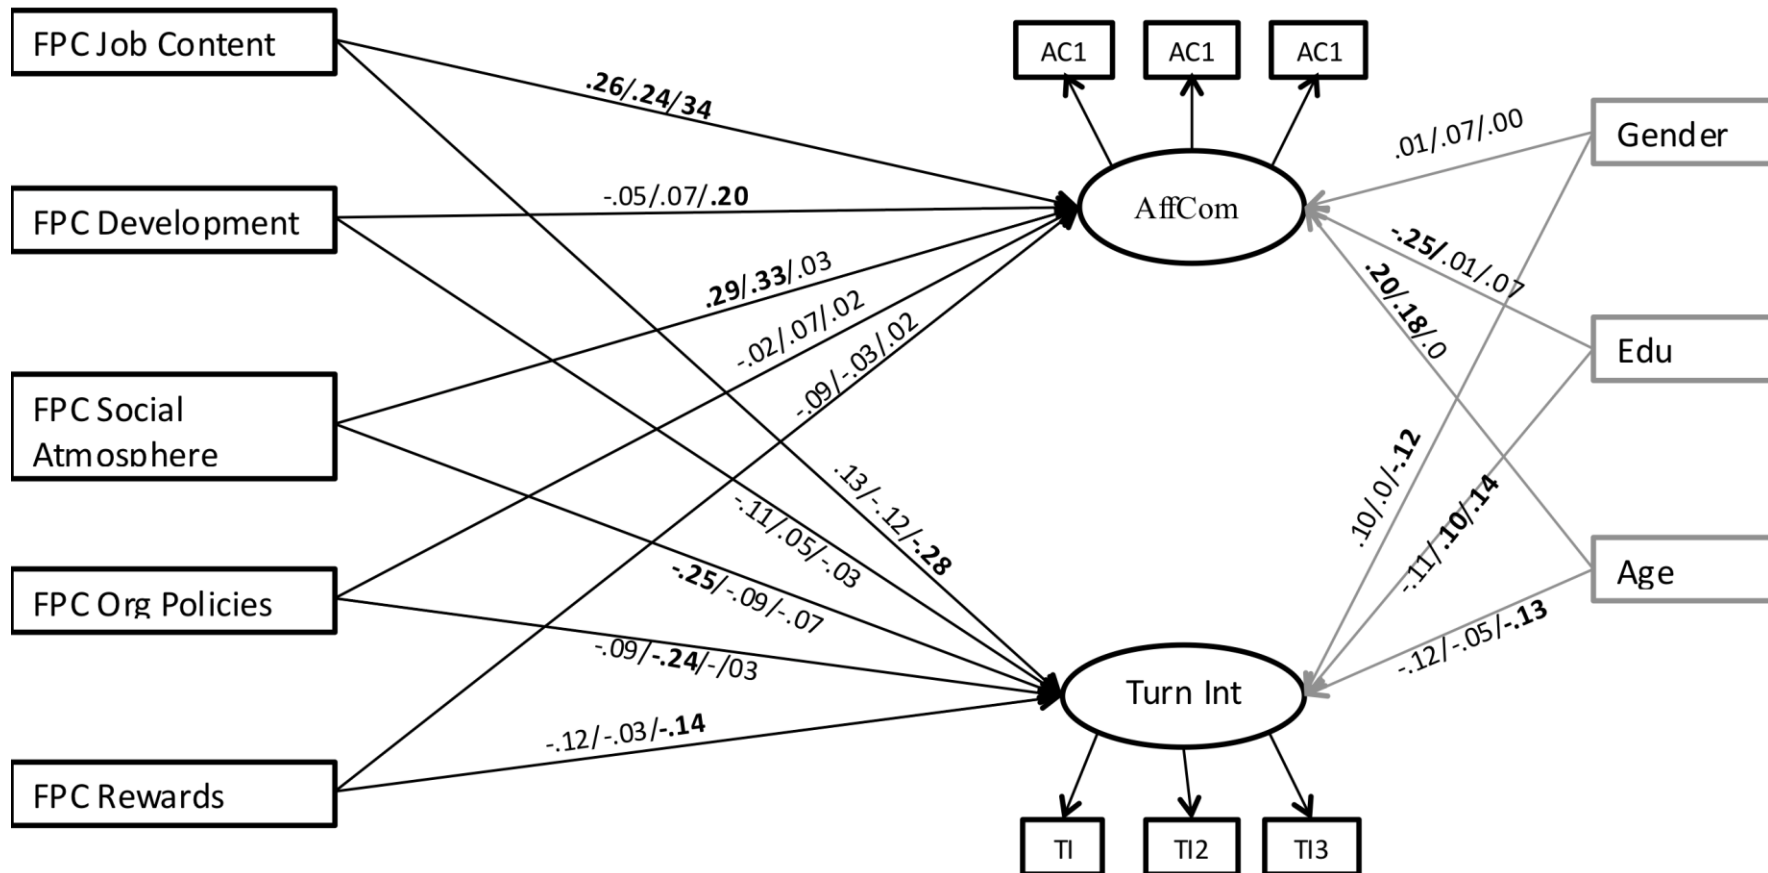 FPC Job Content
AC1
AC1
AC1
.26/.24/34
Gender
.01/.07/.00
FPC Development
-.05/.07/.20
AffCom
-.25/.01/.07
.29/.33/.03
.20/.18/.0
-.02/.07/.02
-.09/-.03/.02
Edu
FPC Social
Atmosphere
.13/-.12/-.28
-.11/.05/-.03
.10/.0/-.12
-.11/.10/.14
-.25/-.09/-.07
Age
FPC Org Policies
-.09/-.24/-/03
-.12/-.05/-.13
Turn Int
-.12/-.03/-.14
FPC Rewards
TI
TI2
TI3